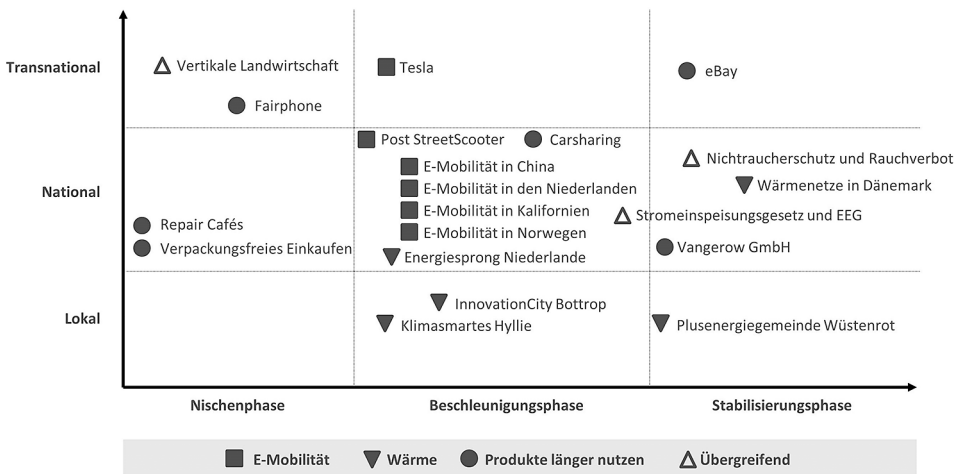 Transnational
Vertikale Landwirtschaft
Tesla
eBay
Fairphone
Post StreetScooter
Carsharing
E-Mobilität in China
Nichtraucherschutz und Rauchverbot
National
E-Mobilität in den Niederlanden
Wärmenetze in Dänemark
E-Mobilität in Kalifornien
Stromeinspeisungsgesetz und EEG
Repair Cafés
E-Mobilität in Norwegen
Verpackungsfreies Einkaufen
Vangerow GmbH
Energiesprong Niederlande
InnovationCity Bottrop
Lokal
Klimasmartes Hyllie
Plusenergiegemeinde Wüstenrot
Nischenphase
Beschleunigungsphase
Stabilisierungsphase
E-Mobilität
Wärme
Produkte länger nutzen
Übergreifend